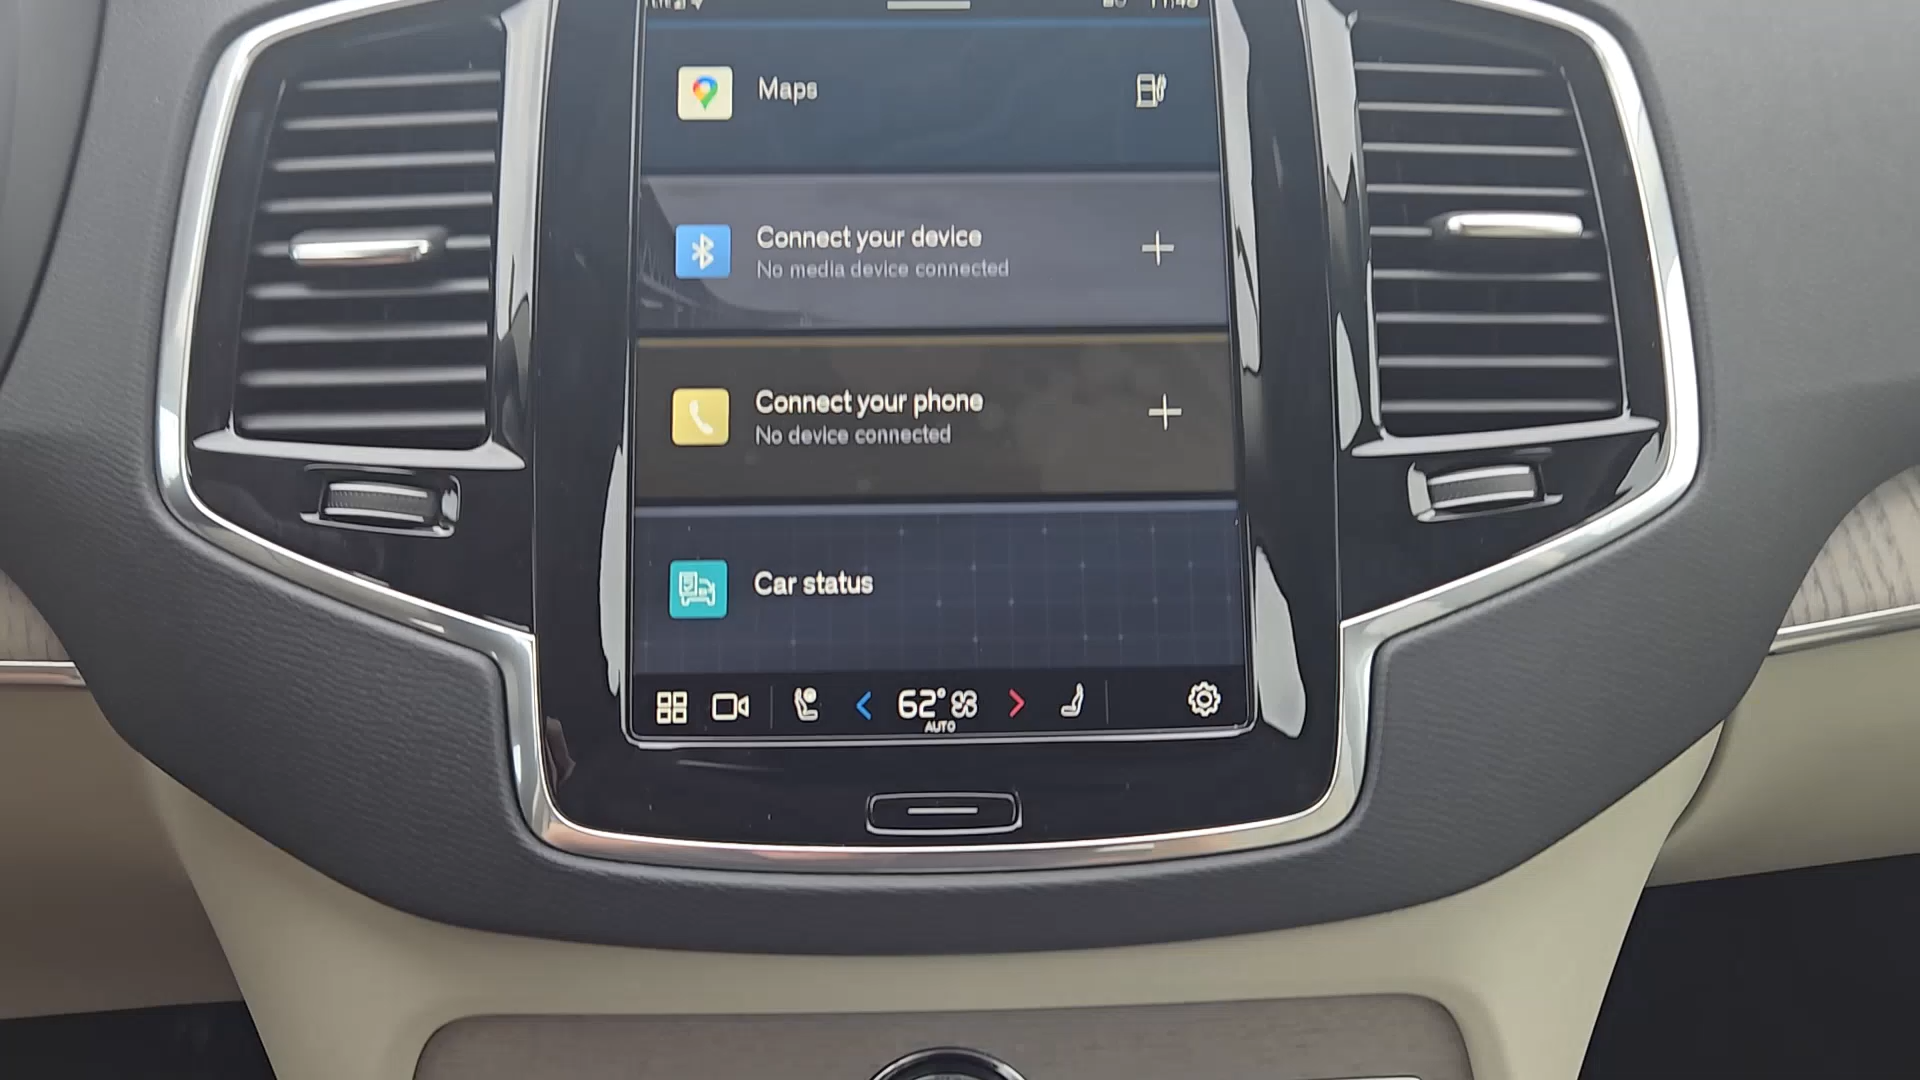 Maps
Connect your device
No media device connected
Connect your phone
No device connected
Car status
62°
AUTO